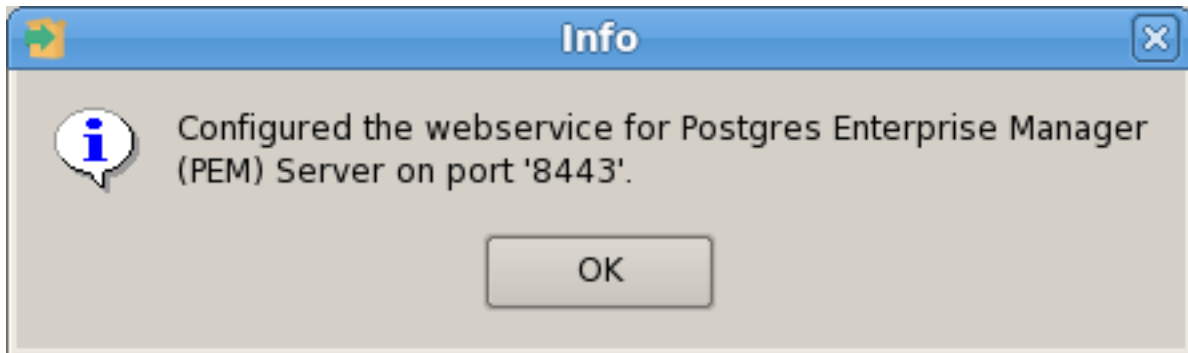 Info
Configured the webservice for Postgres Enterprise Manager
(PEM) Server on port '8443'.
OK